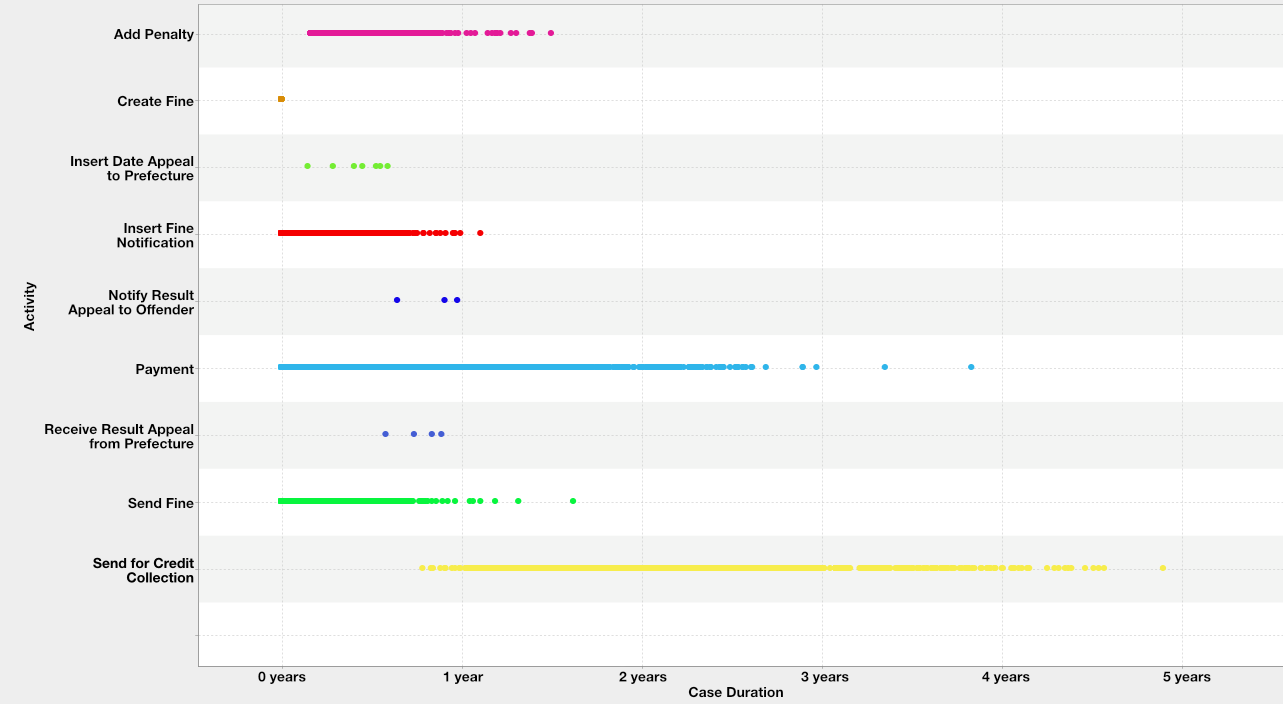 Add Penalty
Create Fine
Insert Date Appeal
to Prefecture
Insert Fine
Notification
Notify Result
Appeal to Offender
Payment
Receive Result Appeal
from Prefecture
Send Fine
Send for Credit
Collection
Activity
0 years
1 year
2 years
3 years
4 years
5 years
Case Duration